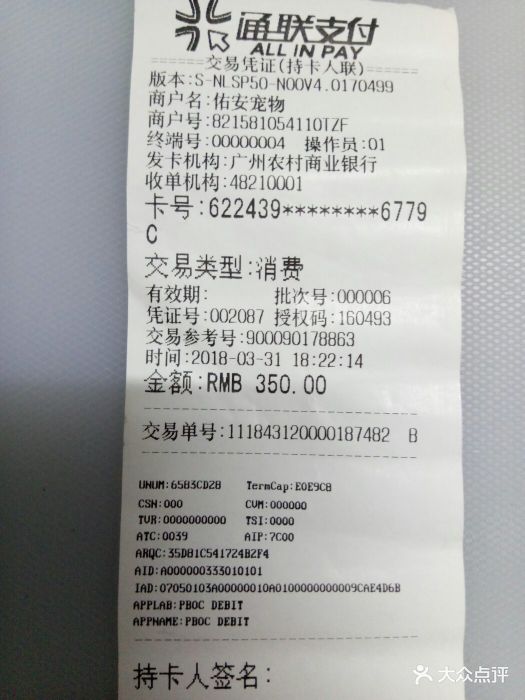 通联支付
ALL IN PAY
交易凭证(持卡人联)
版本:S-NLSP50-N00V4.0170499
商户名:佑安宠物
商户号:821581054110TZF
终端号:00000004 操作员:01
发卡机构:广州农村商业银行
收单机构:48210001
卡号:622439********6779
C
交易类型:消费
有效期: 批次号:000006
凭证号:002087 授权码:160493
交易参考号:900090178863
时间:2018-03-31 18:22:14
金额:RMB 350.00
交易单号:111843120000187482 B
UNUM:6583CD28 TermCap:E0E9C8
CSN:000 CVM:000000
TVR:0000000000 TSI:0000
ATC:0039 AIP:7C00
ARQC:35D81C541724B2F4
AID:A000000333010101
IAD:07050103A00000010A0100000000009CAE4D6B
APPLAB:PBOC DEBIT
APPNAME:PBOC DEBIT
持卡人签名:
大众点评